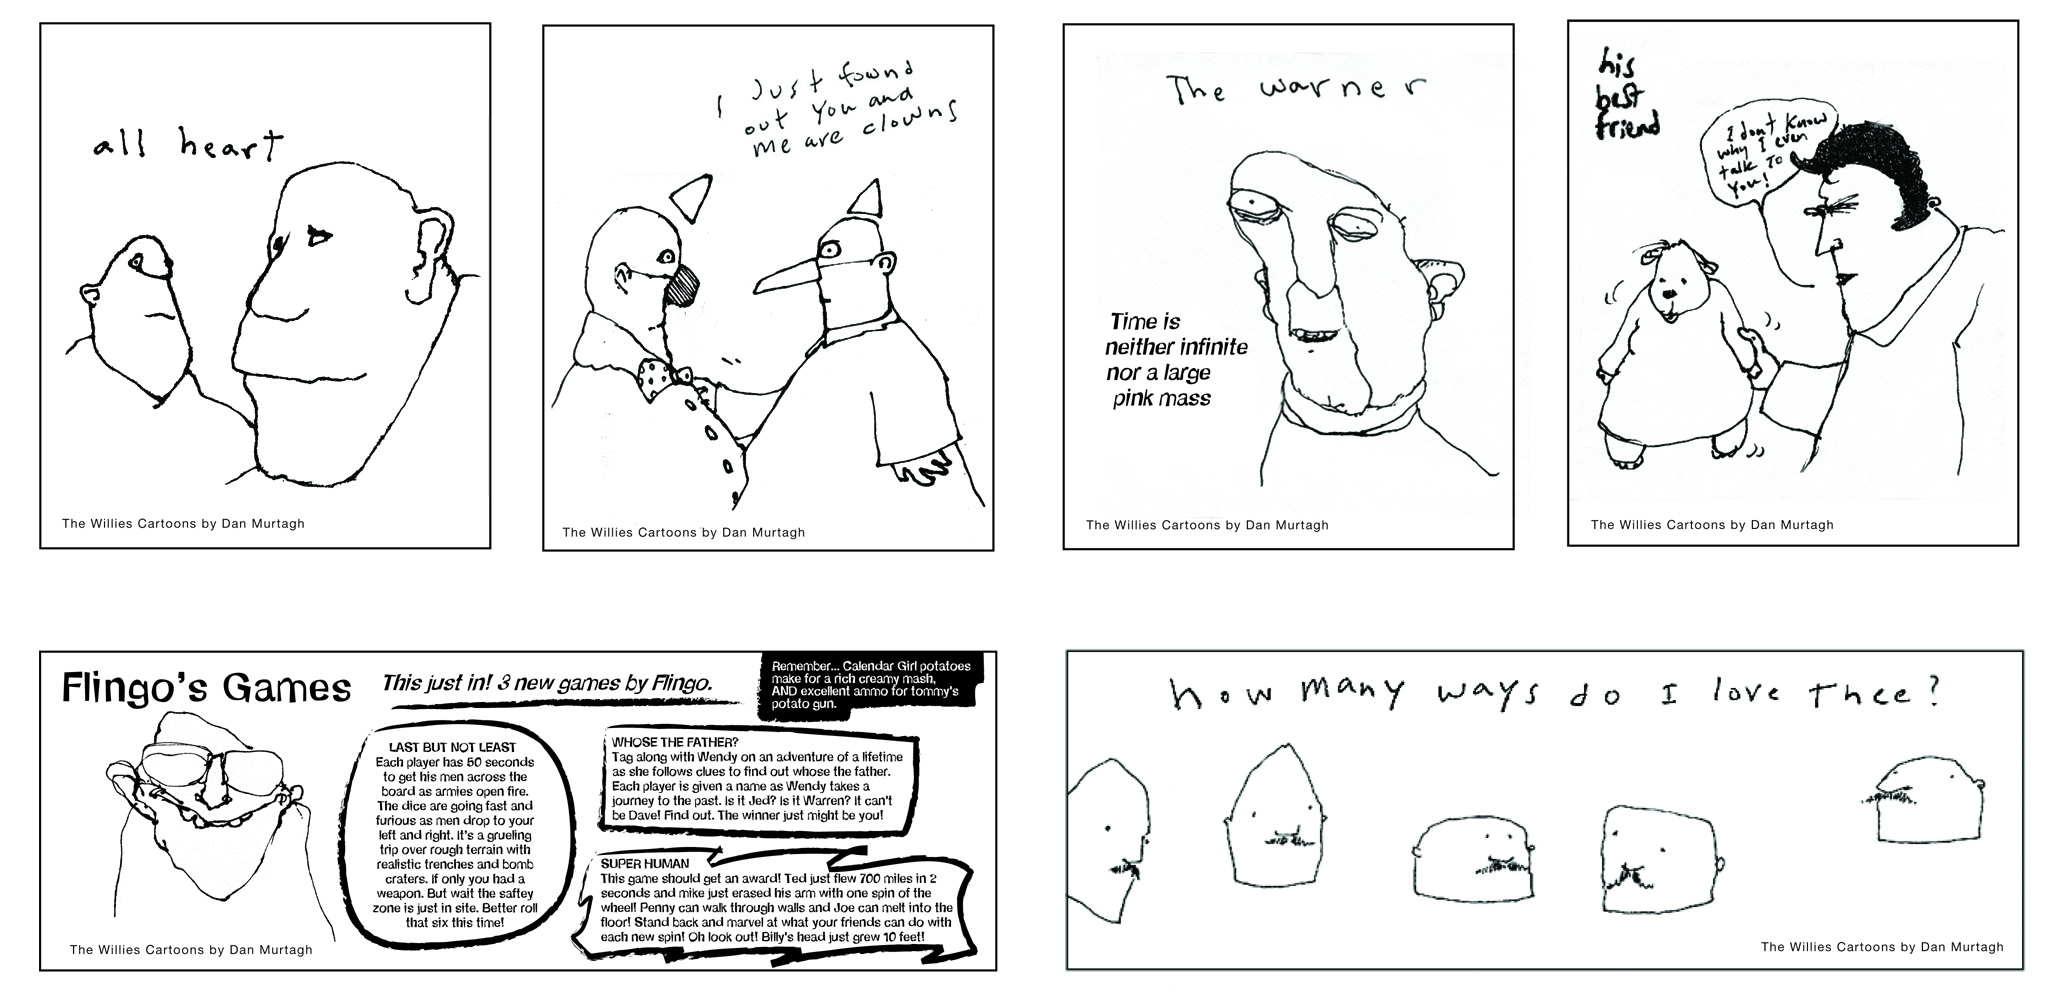 all heart
The Willies Cartoons by Dan Murtagh
I Just found
out you and
me are clowns
The Willies Cartoons by Dan Murtagh
The warner
Time is
neither infinite
nor a large
pink mass
The Willies Cartoons by Dan Murtagh
his
best
friend
I don't know
why I even
talk To
you!
The Willies Cartoons by Dan Murtagh
Flingo's Games
This just in! 3 new games by Flingo.
Remember... Calendar Girl potatoes
make for a rich creamy mash,
AND excellent ammo for tommy's
potato gun.
LAST BUT NOT LEAST
Each player has 50 seconds
to get his men across the
board as armies open fire.
The dice are going fast and
furious as men drop to your
left and right. It's a grueling
trip over rough terrain with
realistic trenches and bomb
craters. If only you had a
weapon. But wait the saftey
zone is just in site. Better roll
that six this time!
WHOSE THE FATHER?
Tag along with Wendy on an adventure of a lifetime
as she follows clues to find out whose the father.
Each player is given a name as Wendy takes a
journey to the past. Is it Jed? Is it Warren? It can't
be Dave! Find out. The winner just might be you!
SUPER HUMAN
This game should get an award! Ted just flew 700 miles in 2
seconds and mike just erased his arm with one spin of the
wheel! Penny can walk through walls and Joe can melt into the
floor! Stand back and marvel at what your friends can do with
each new spin! Oh look out! Billy's head just grew 10 feet!
The Willies Cartoons by Dan Murtagh
how many ways do I love thee?
The Willies Cartoons by Dan Murtagh